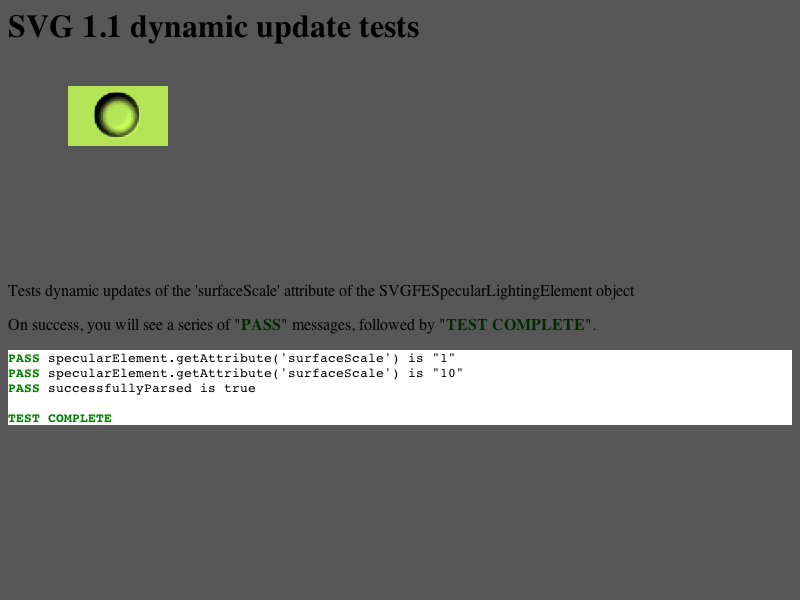 SVG 1.1 dynamic update tests
Tests dynamic updates of the 'surfaceScale' attribute of the SVGFESpecularLightingElement object
On success, you will see a series of "PASS" messages, followed by "TEST COMPLETE".
PASS specularElement.getAttribute('surfaceScale') is "1"
PASS specularElement.getAttribute('surfaceScale') is "10"
PASS successfullyParsed is true
TEST COMPLETE